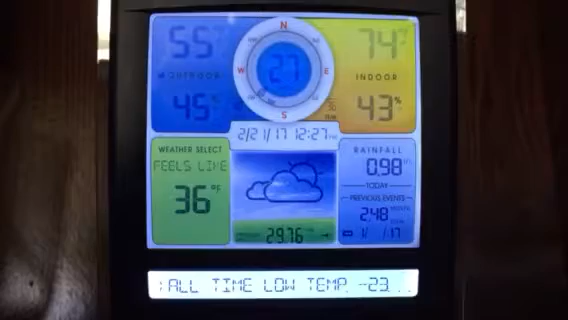 N
55
74
W
27
E
OUTDOOR
INDOOR
45%
43%
S
2/21/17 12:27
WEATHER SELECT
FEELS LIKE
36°F
RAINFALL
0.98
TODAY
PREVIOUS EVENTS
2.48
1/ /17
29.76
ALL TIME LOW TEMP -23